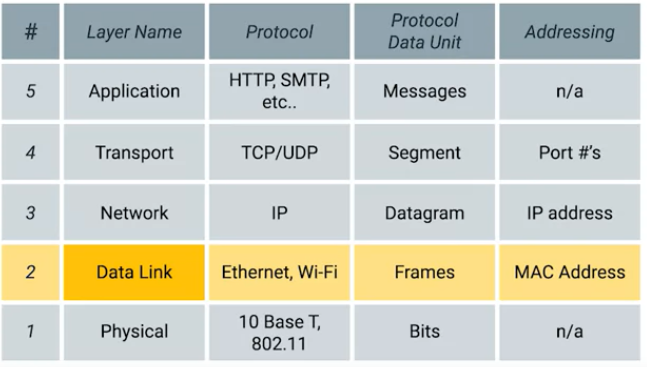 # Layer Name Protocol Protocol Data Unit Addressing
5 Application HTTP, SMTP, etc.. Messages n/a
4 Transport TCP/UDP Segment Port #'s
3 Network IP Datagram IP address
2 Data Link Ethernet, Wi-Fi Frames MAC Address
1 Physical 10 Base T, 802.11 Bits n/a